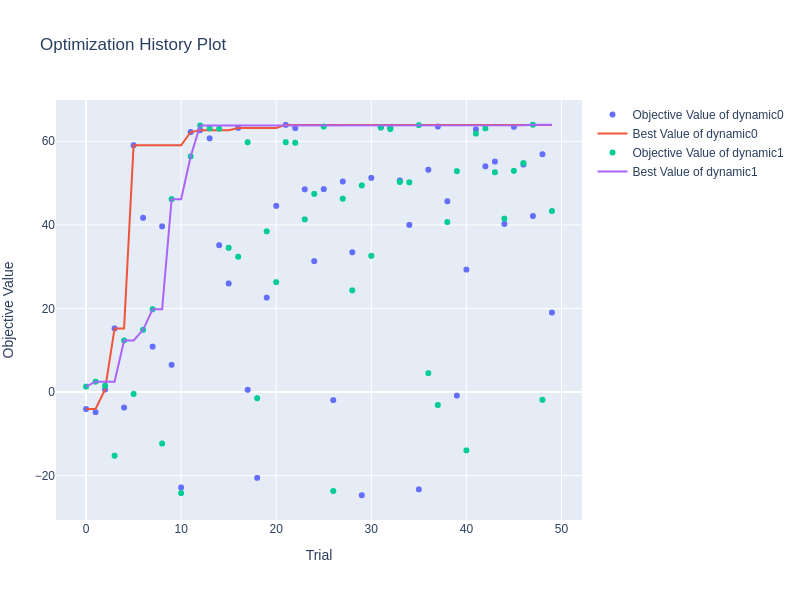 Optimization History Plot
Objective Value of dynamic0
Best Value of dynamic0
Objective Value of dynamic1
Best Value of dynamic1
Objective Value
60
40
20
0
−20
0
10
20
30
40
50
Trial